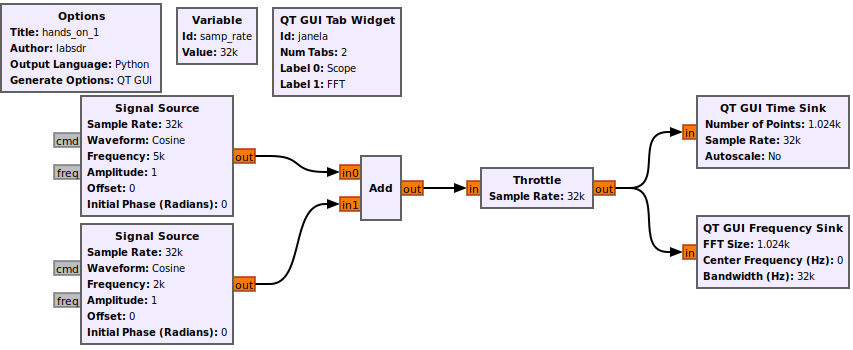 Options
Title: hands_on_1
Author: labsdr
Output Language: Python
Generate Options: QT GUI
Variable
Id: samp_rate
Value: 32k
QT GUI Tab Widget
Id: janela
Num Tabs: 2
Label 0: Scope
Label 1: FFT
Signal Source
Sample Rate: 32k
Waveform: Cosine
Frequency: 5k
Amplitude: 1
Offset: 0
Initial Phase (Radians): 0
cmd
freq
out
Signal Source
Sample Rate: 32k
Waveform: Cosine
Frequency: 2k
Amplitude: 1
Offset: 0
Initial Phase (Radians): 0
cmd
freq
out
in0
in1
Add
out
in
Throttle
Sample Rate: 32k
out
in
QT GUI Time Sink
Number of Points: 1.024k
Sample Rate: 32k
Autoscale: No
in
QT GUI Frequency Sink
FFT Size: 1.024k
Center Frequency (Hz): 0
Bandwidth (Hz): 32k